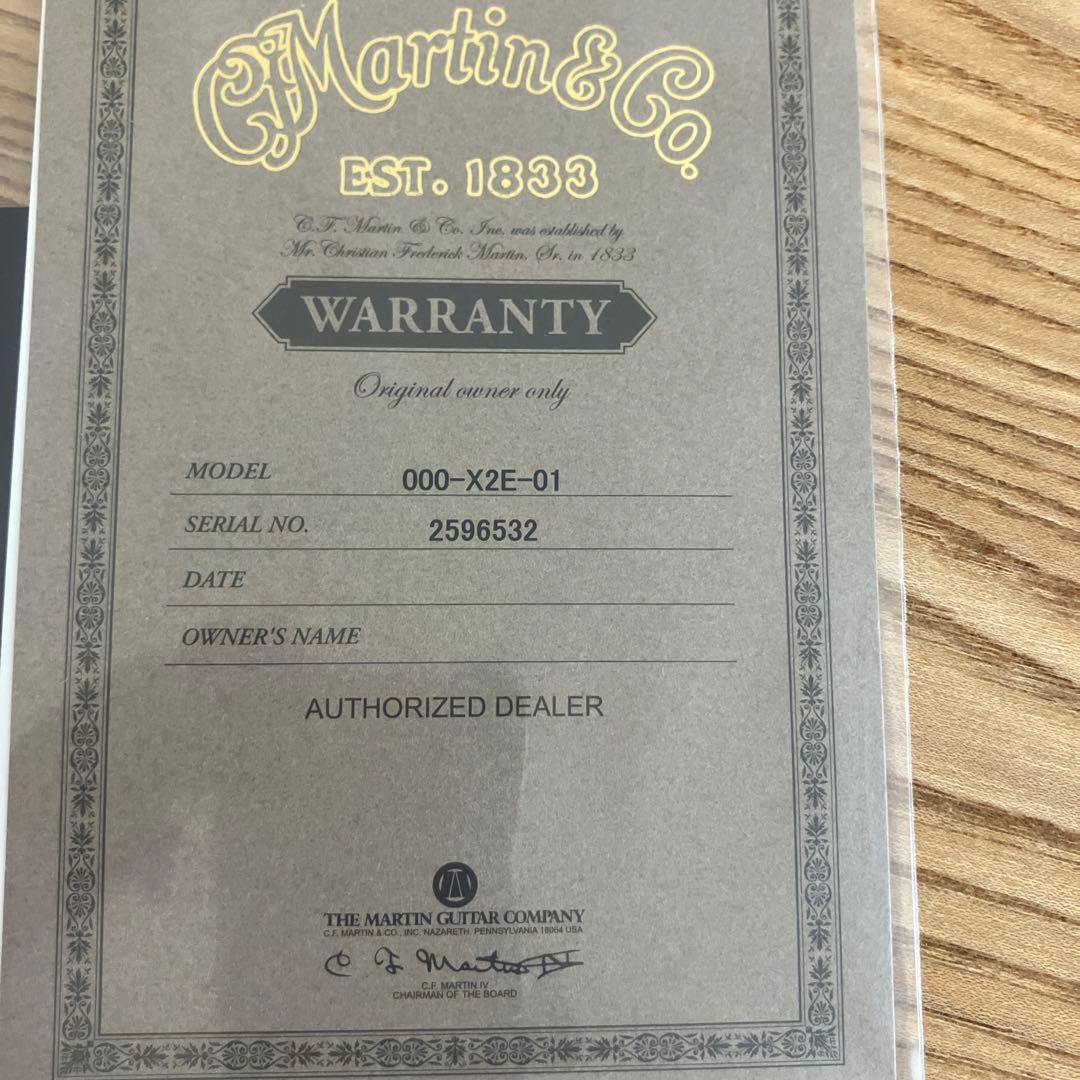 C.F. Martin & Co.
EST. 1833
C.F. Martin & Co. Inc. was established by
Mr. Christian Frederick Martin, Sr. in 1833
WARRANTY
Original owner only
MODEL 000-X2E-01
SERIAL NO. 2596532
DATE
OWNER'S NAME
AUTHORIZED DEALER
THE MARTIN GUITAR COMPANY
C.F. MARTIN & CO., INC. NAZARETH, PENNSYLVANIA 18064 USA
C F Martin IV
C.F. MARTIN IV
CHAIRMAN OF THE BOARD